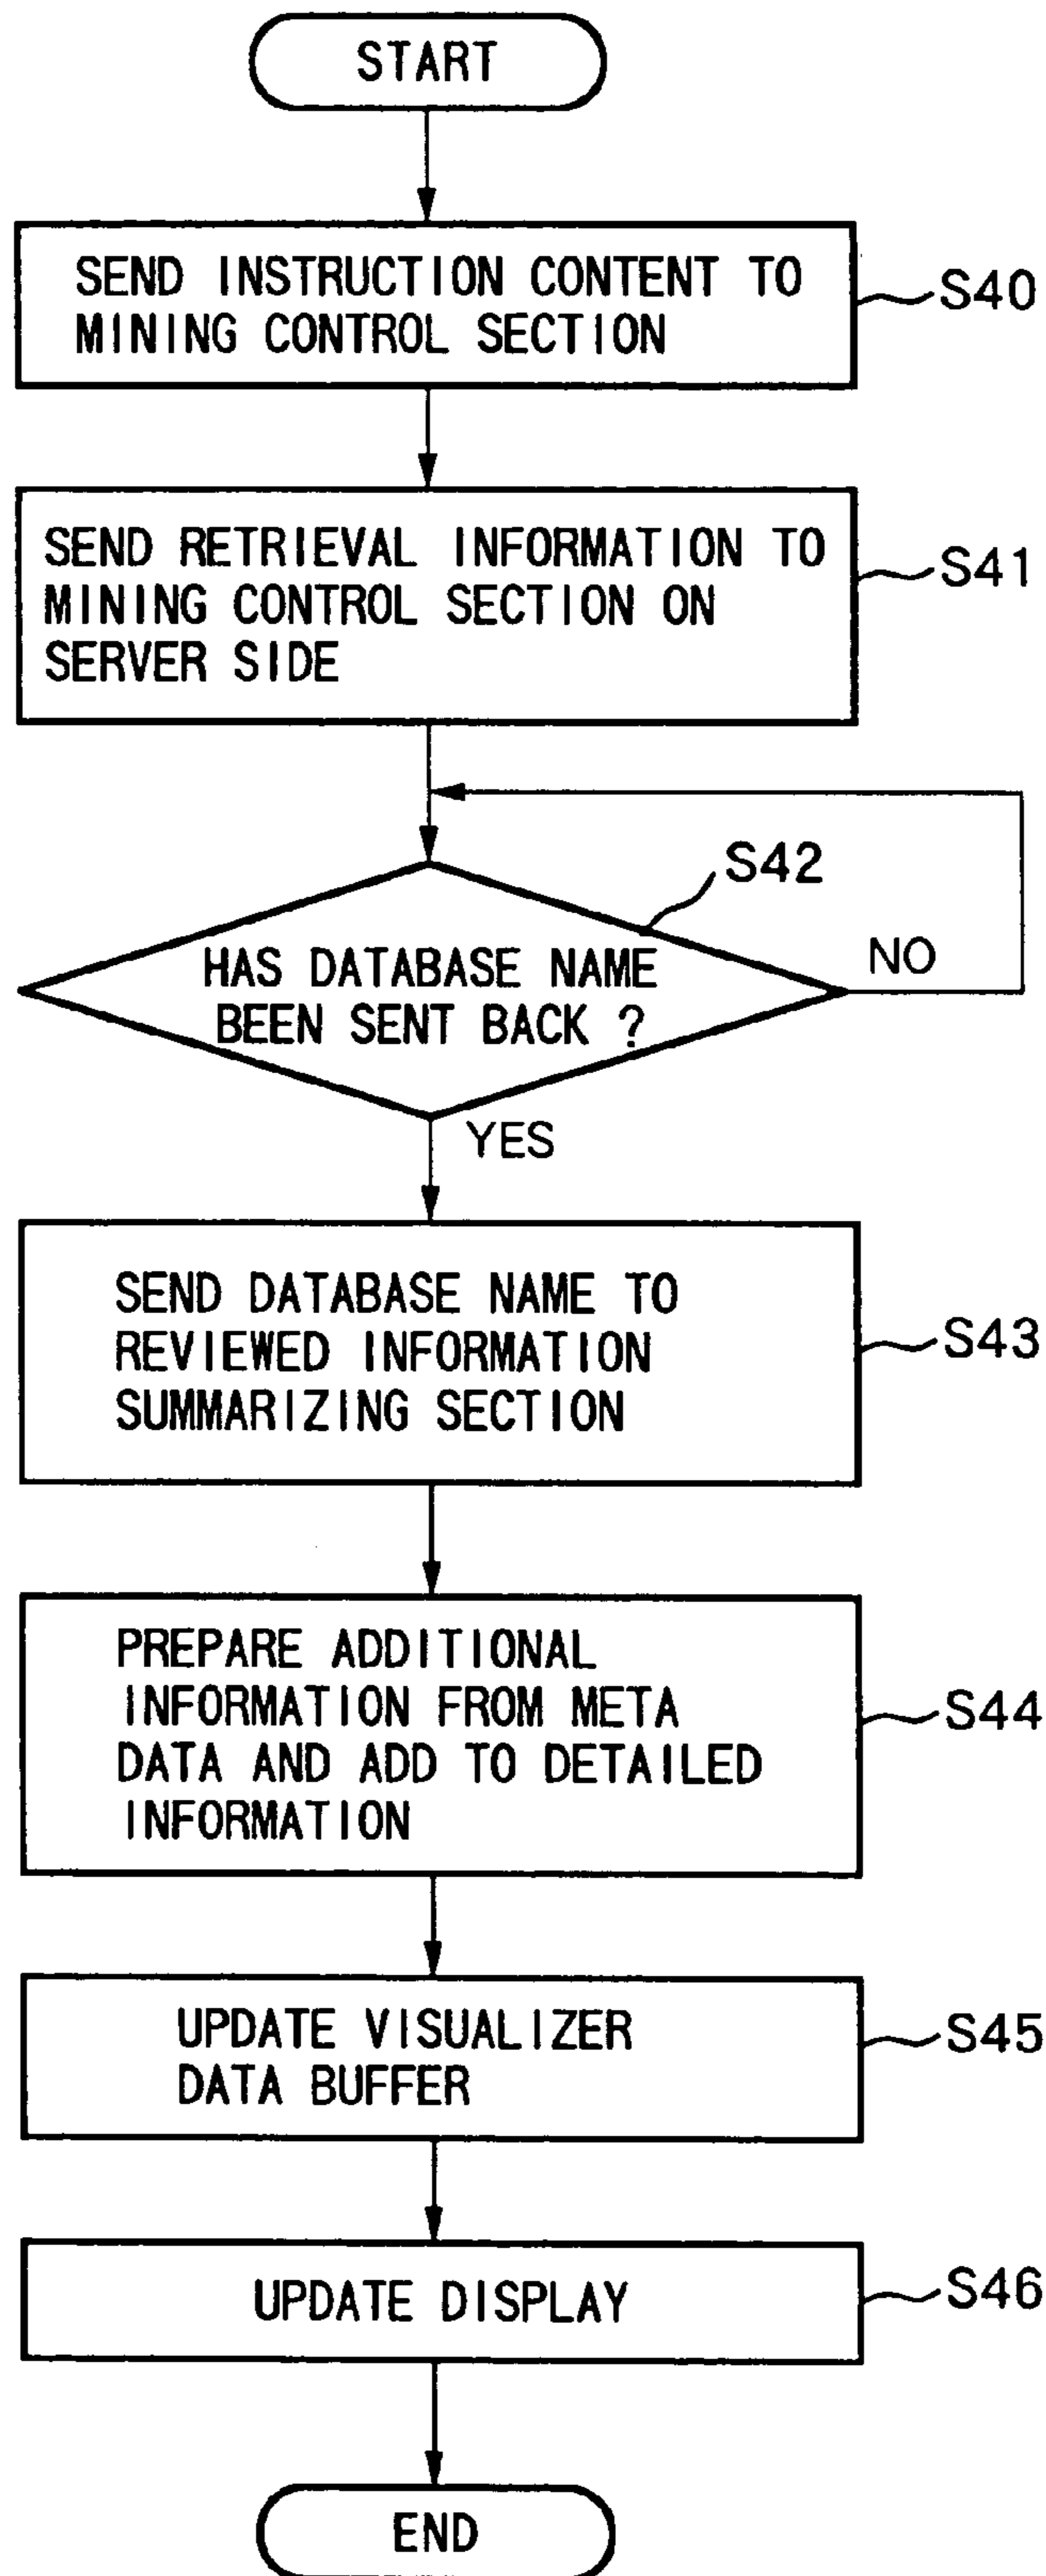 START
SEND INSTRUCTION CONTENT TO
MINING CONTROL SECTION
S40
SEND RETRIEVAL INFORMATION TO
MINING CONTROL SECTION ON
SERVER SIDE
S41
S42
HAS DATABASE NAME
BEEN SENT BACK ?
NO
YES
SEND DATABASE NAME TO
REVIEWED INFORMATION
SUMMARIZING SECTION
S43
PREPARE ADDITIONAL
INFORMATION FROM META
DATA AND ADD TO DETAILED
INFORMATION
S44
UPDATE VISUALIZER
DATA BUFFER
S45
UPDATE DISPLAY
S46
END